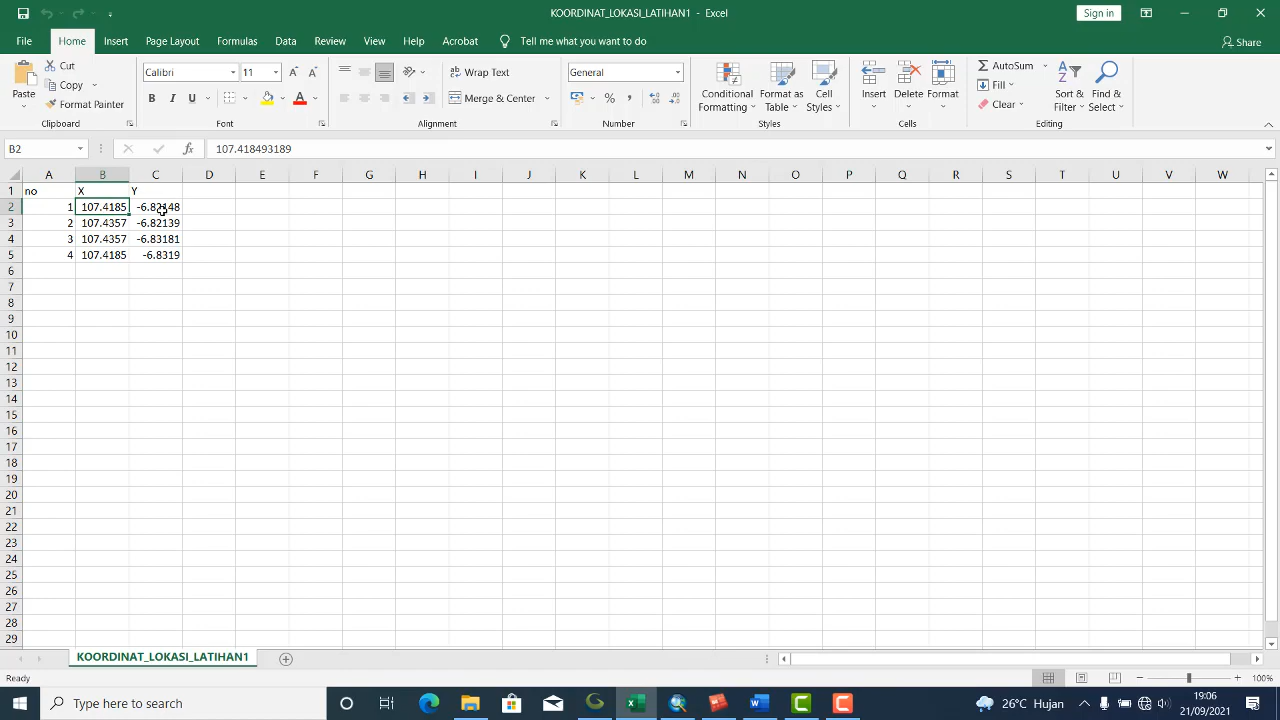 KOORDINAT_LOKASI_LATIHAN1 - Excel
Sign in
File Home Insert Page Layout Formulas Data Review View Help Acrobat Tell me what you want to do Share
Paste
Cut
Copy
Format Painter
Clipboard
Calibri 11
B I U
Font
Wrap Text
Merge & Center
Alignment
General
%
Number
Conditional Formatting
Format as Table
Cell Styles
Styles
Insert
Delete
Format
Cells
AutoSum
Fill
Clear
Sort & Filter
Find & Select
Editing
B2 fx 107.418493189
A B C D E F G H I J K L M N O P Q R S T U V W
1 no X Y
2 1 107.4185 -6.82148
3 2 107.4357 -6.82139
4 3 107.4357 -6.83181
5 4 107.4185 -6.8319
6
7
8
9
10
11
12
13
14
15
16
17
18
19
20
21
22
23
24
25
26
27
28
29
KOORDINAT_LOKASI_LATIHAN1
Ready
100%
Type here to search
26°C Hujan
19:06
21/09/2021